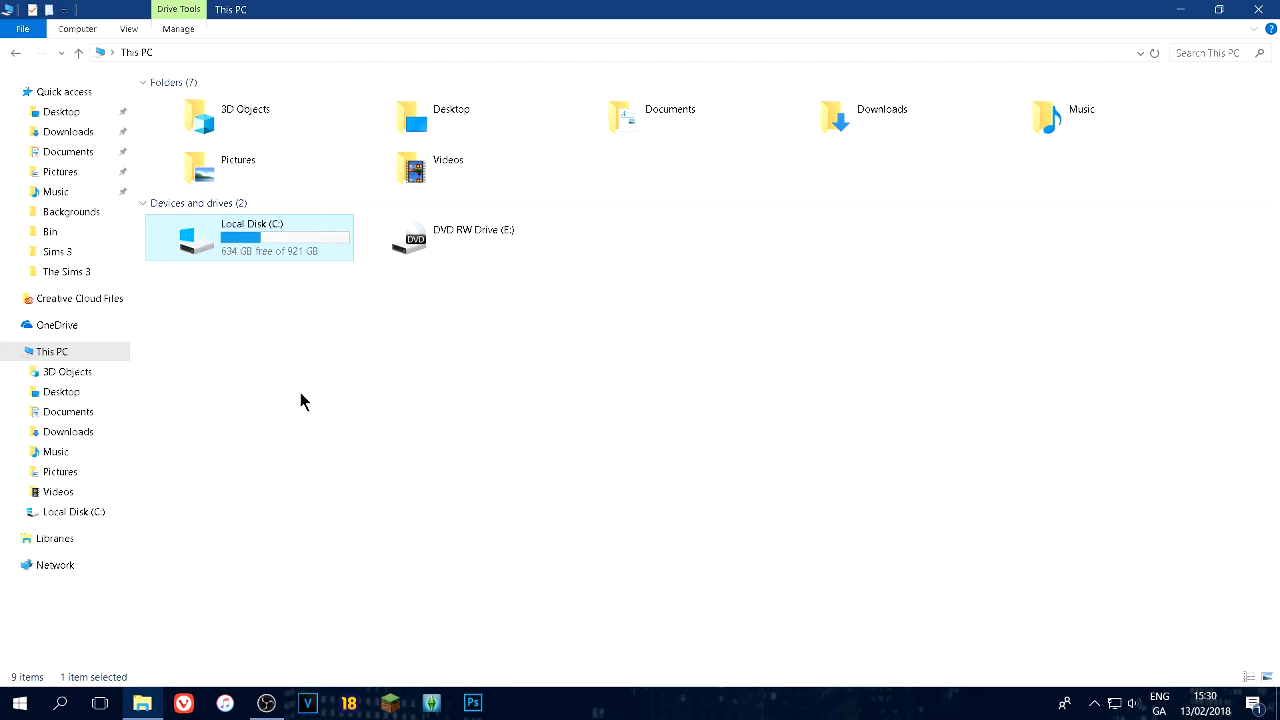 Drive Tools This PC
File Computer View Manage
This PC Search This PC
Quick access
Desktop
Downloads
Documents
Pictures
Music
Backgrounds
Bin
Sims 3
The Sims 3
Creative Cloud Files
OneDrive
This PC
3D Objects
Desktop
Documents
Downloads
Music
Pictures
Videos
Local Disk (C:)
Libraries
Network
Folders (7)
3D Objects Desktop Documents Downloads Music
Pictures Videos
Devices and drives (2)
Local Disk (C:)
634 GB free of 921 GB
DVD RW Drive (E:)
DVD
9 items 1 item selected
V 18 Ps
ENG
GA
15:30
13/02/2018
1